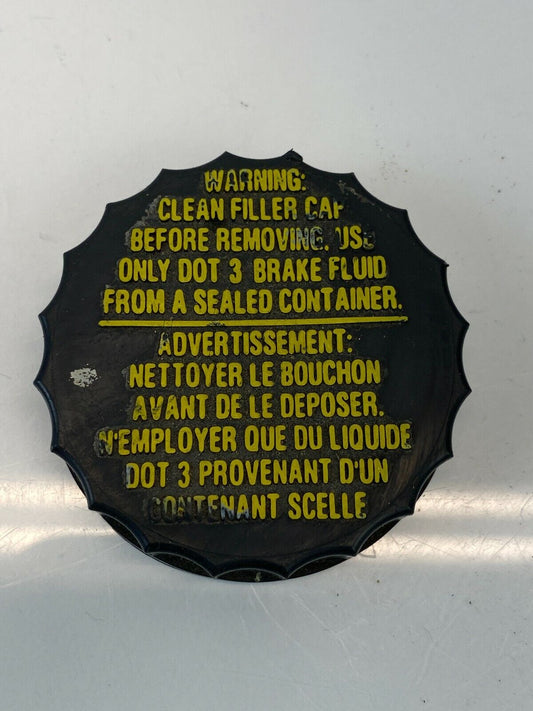 WARNING:
CLEAN FILLER CAP
BEFORE REMOVING. USE
ONLY DOT 3 BRAKE FLUID
FROM A SEALED CONTAINER.
ADVERTISSEMENT:
NETTOYER LE BOUCHON
AVANT DE LE DEPOSER.
N'EMPLOYER QUE DU LIQUIDE
DOT 3 PROVENANT D'UN
CONTENANT SCELLE